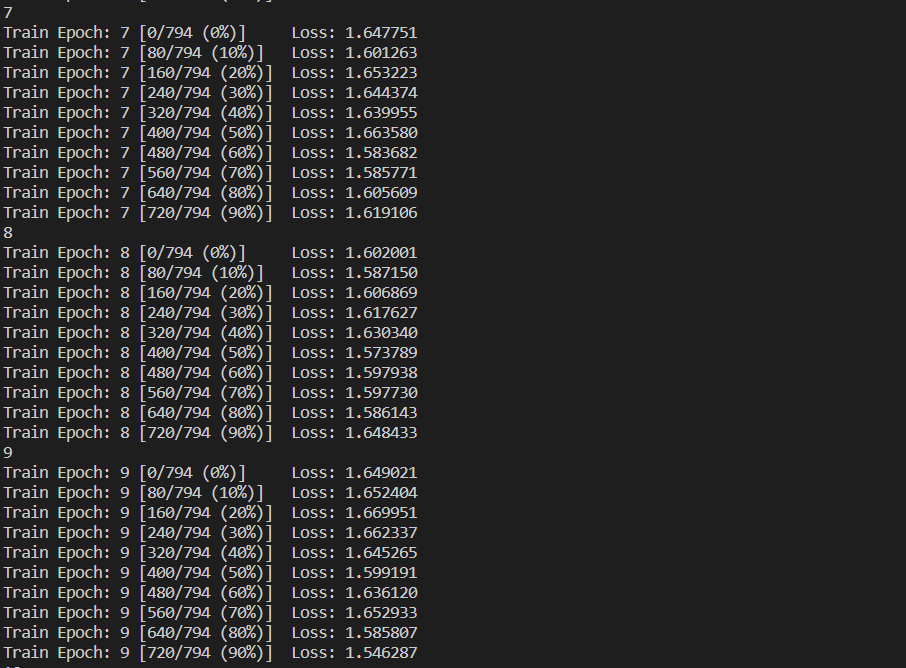 7
Train Epoch: 7 [0/794 (0%)]     Loss: 1.647751
Train Epoch: 7 [80/794 (10%)]   Loss: 1.601263
Train Epoch: 7 [160/794 (20%)]  Loss: 1.653223
Train Epoch: 7 [240/794 (30%)]  Loss: 1.644374
Train Epoch: 7 [320/794 (40%)]  Loss: 1.639955
Train Epoch: 7 [400/794 (50%)]  Loss: 1.663580
Train Epoch: 7 [480/794 (60%)]  Loss: 1.583682
Train Epoch: 7 [560/794 (70%)]  Loss: 1.585771
Train Epoch: 7 [640/794 (80%)]  Loss: 1.605609
Train Epoch: 7 [720/794 (90%)]  Loss: 1.619106
8
Train Epoch: 8 [0/794 (0%)]     Loss: 1.602001
Train Epoch: 8 [80/794 (10%)]   Loss: 1.587150
Train Epoch: 8 [160/794 (20%)]  Loss: 1.606869
Train Epoch: 8 [240/794 (30%)]  Loss: 1.617627
Train Epoch: 8 [320/794 (40%)]  Loss: 1.630340
Train Epoch: 8 [400/794 (50%)]  Loss: 1.573789
Train Epoch: 8 [480/794 (60%)]  Loss: 1.597938
Train Epoch: 8 [560/794 (70%)]  Loss: 1.597730
Train Epoch: 8 [640/794 (80%)]  Loss: 1.586143
Train Epoch: 8 [720/794 (90%)]  Loss: 1.648433
9
Train Epoch: 9 [0/794 (0%)]     Loss: 1.649021
Train Epoch: 9 [80/794 (10%)]   Loss: 1.652404
Train Epoch: 9 [160/794 (20%)]  Loss: 1.669951
Train Epoch: 9 [240/794 (30%)]  Loss: 1.662337
Train Epoch: 9 [320/794 (40%)]  Loss: 1.645265
Train Epoch: 9 [400/794 (50%)]  Loss: 1.599191
Train Epoch: 9 [480/794 (60%)]  Loss: 1.636120
Train Epoch: 9 [560/794 (70%)]  Loss: 1.652933
Train Epoch: 9 [640/794 (80%)]  Loss: 1.585807
Train Epoch: 9 [720/794 (90%)]  Loss: 1.546287